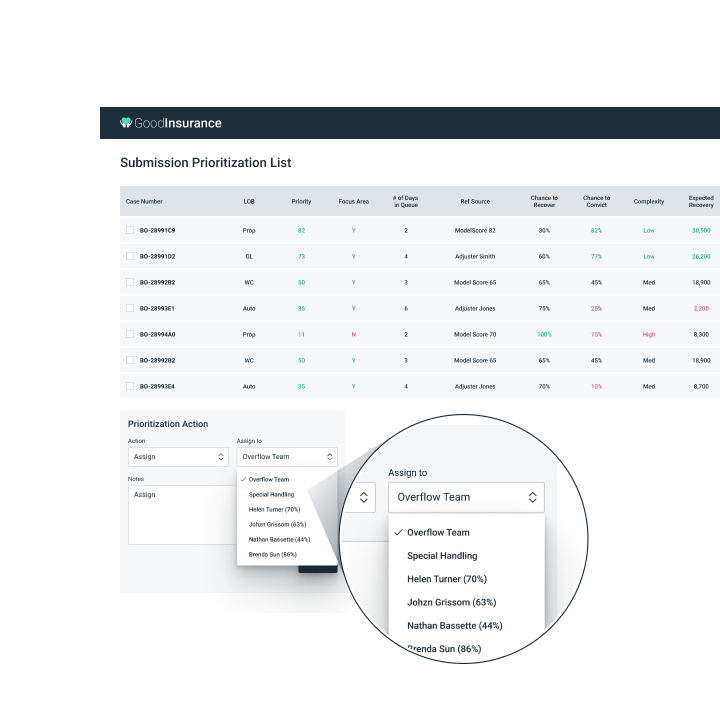 GoodInsurance
Submission Prioritization List
Case Number LOB Priority Focus Area # of Days in Queue Ref Source Chance to Recover Chance to Convict Complexity Expected Recovery
BO-28991C9 Prop 82 Y 2 ModelScore 82 30% 82% Low 30,500
BO-28991D2 GL 73 Y 4 Adjuster Smith 60% 77% Low 26,200
BO-28992B2 WC 50 Y 3 Model Score 65 65% 45% Med 18,900
BO-28993E1 Auto 35 Y 6 Adjuster Jones 75% 25% Med 2,200
BO-28994A0 Prop 11 N 2 Model Score 70 100% 15% High 8,300
BO-28992B2 WC 50 Y 3 Model Score 65 65% 45% Med 18,900
BO-28993E4 Auto 35 Y 4 Adjuster Jones 70% 15% Med 8,700
Prioritization Action
Action Assign to
Assign Overflow Team
Notes
Assign
Overflow Team
Special Handling
Helen Turner (70%)
Johzn Grissom (63%)
Nathan Bassette (44%)
Brenda Sun (86%)
Assign to
Overflow Team
Overflow Team
Special Handling
Helen Turner (70%)
Johzn Grissom (63%)
Nathan Bassette (44%)
Brenda Sun (86%)